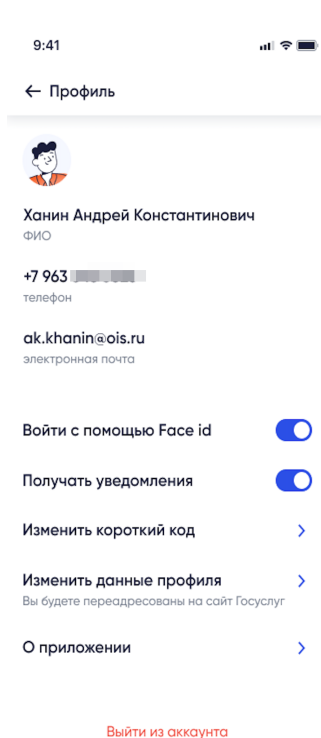 9:41
← Профиль
Ханин Андрей Константинович
ФИО
+7 963
телефон
ak.khanin@ois.ru
электронная почта
Войти с помощью Face id
Получать уведомления
Изменить короткий код
Изменить данные профиля
Вы будете переадресованы на сайт Госуслуг
О приложении
Выйти из аккаунта